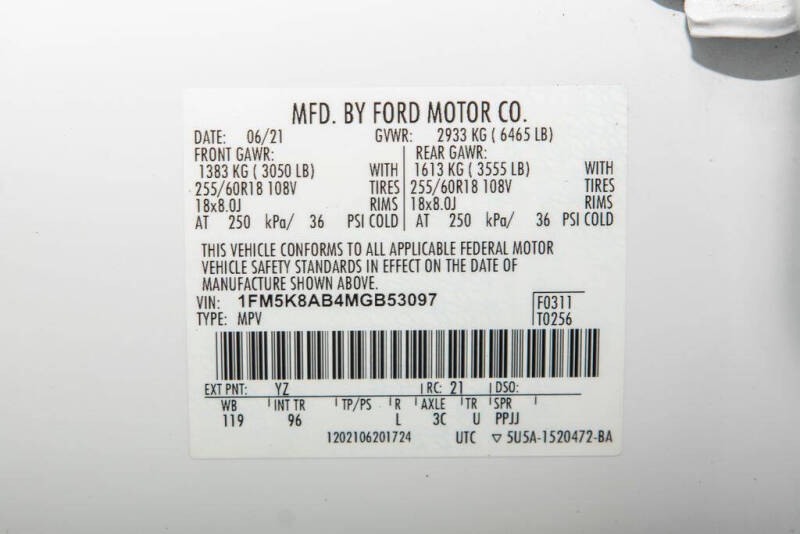 MFD. BY FORD MOTOR CO.
DATE: 06/21 GVWR: 2933 KG ( 6465 LB)
FRONT GAWR: REAR GAWR:
1383 KG ( 3050 LB) WITH 1613 KG ( 3555 LB) WITH
255/60R18 108V TIRES 255/60R18 108V TIRES
18x8.0J RIMS 18x8.0J RIMS
AT 250 kPa/ 36 PSI COLD AT 250 kPa/ 36 PSI COLD
THIS VEHICLE CONFORMS TO ALL APPLICABLE FEDERAL MOTOR
VEHICLE SAFETY STANDARDS IN EFFECT ON THE DATE OF
MANUFACTURE SHOWN ABOVE.
VIN: 1FM5K8AB4MGB53097 F0311
TYPE: MPV T0256
EXT PNT: YZ RC: 21 DSO:
WB INT TR TP/PS R AXLE TR SPR
119 96 L 3C U PPJJ
1202106201724 UTC ▽ 5U5A-1520472-BA